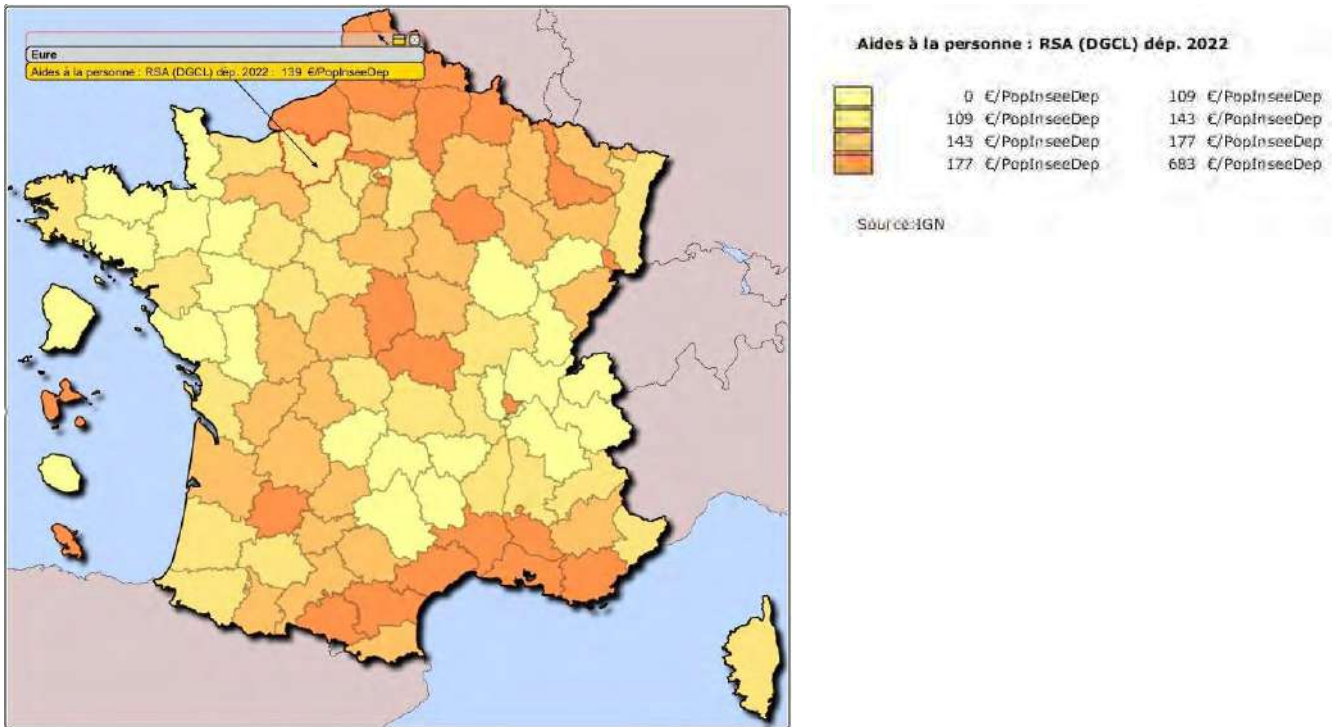 Eure
Aides à la personne : RSA (DGCL) dép. 2022 : 139 €/PopInseeDep
Aides à la personne : RSA (DGCL) dép. 2022
0 €/PopInseeDep 109 €/PopInseeDep
109 €/PopInseeDep 143 €/PopInseeDep
143 €/PopInseeDep 177 €/PopInseeDep
177 €/PopInseeDep 683 €/PopInseeDep
Source:IGN